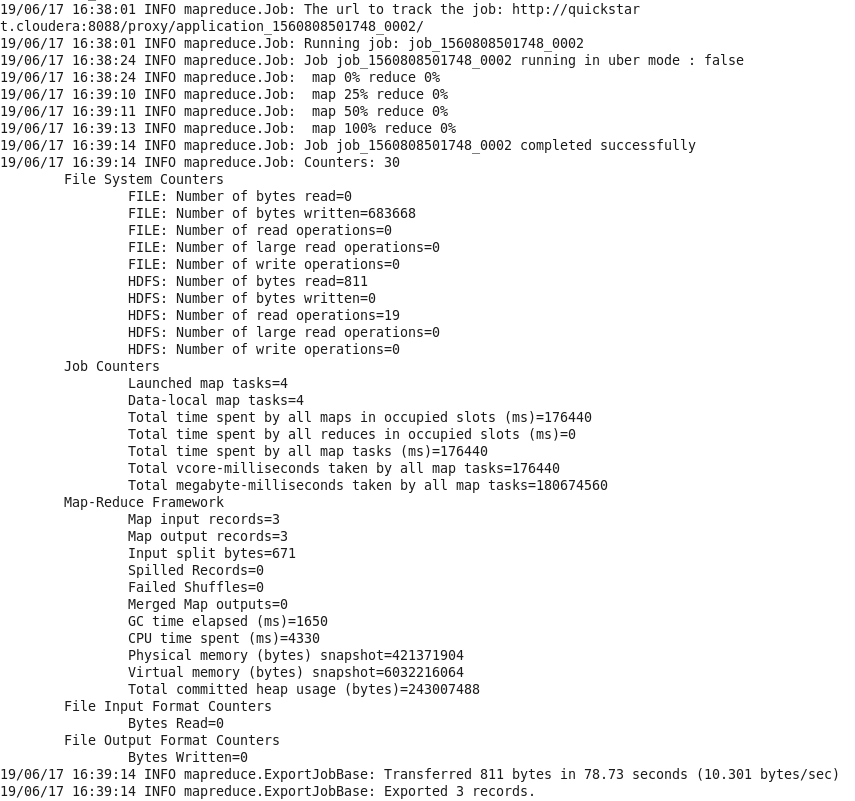 19/06/17 16:38:01 INFO mapreduce.Job: The url to track the job: http://quickstar
t.cloudera:8088/proxy/application_1560808501748_0002/
19/06/17 16:38:01 INFO mapreduce.Job: Running job: job_1560808501748_0002
19/06/17 16:38:24 INFO mapreduce.Job: Job job_1560808501748_0002 running in uber mode : false
19/06/17 16:38:24 INFO mapreduce.Job:  map 0% reduce 0%
19/06/17 16:39:10 INFO mapreduce.Job:  map 25% reduce 0%
19/06/17 16:39:11 INFO mapreduce.Job:  map 50% reduce 0%
19/06/17 16:39:13 INFO mapreduce.Job:  map 100% reduce 0%
19/06/17 16:39:14 INFO mapreduce.Job: Job job_1560808501748_0002 completed successfully
19/06/17 16:39:14 INFO mapreduce.Job: Counters: 30
File System Counters
FILE: Number of bytes read=0
FILE: Number of bytes written=683668
FILE: Number of read operations=0
FILE: Number of large read operations=0
FILE: Number of write operations=0
HDFS: Number of bytes read=811
HDFS: Number of bytes written=0
HDFS: Number of read operations=19
HDFS: Number of large read operations=0
HDFS: Number of write operations=0
Job Counters
Launched map tasks=4
Data-local map tasks=4
Total time spent by all maps in occupied slots (ms)=176440
Total time spent by all reduces in occupied slots (ms)=0
Total time spent by all map tasks (ms)=176440
Total vcore-milliseconds taken by all map tasks=176440
Total megabyte-milliseconds taken by all map tasks=180674560
Map-Reduce Framework
Map input records=3
Map output records=3
Input split bytes=671
Spilled Records=0
Failed Shuffles=0
Merged Map outputs=0
GC time elapsed (ms)=1650
CPU time spent (ms)=4330
Physical memory (bytes) snapshot=421371904
Virtual memory (bytes) snapshot=6032216064
Total committed heap usage (bytes)=243007488
File Input Format Counters
Bytes Read=0
File Output Format Counters
Bytes Written=0
19/06/17 16:39:14 INFO mapreduce.ExportJobBase: Transferred 811 bytes in 78.73 seconds (10.301 bytes/sec)
19/06/17 16:39:14 INFO mapreduce.ExportJobBase: Exported 3 records.